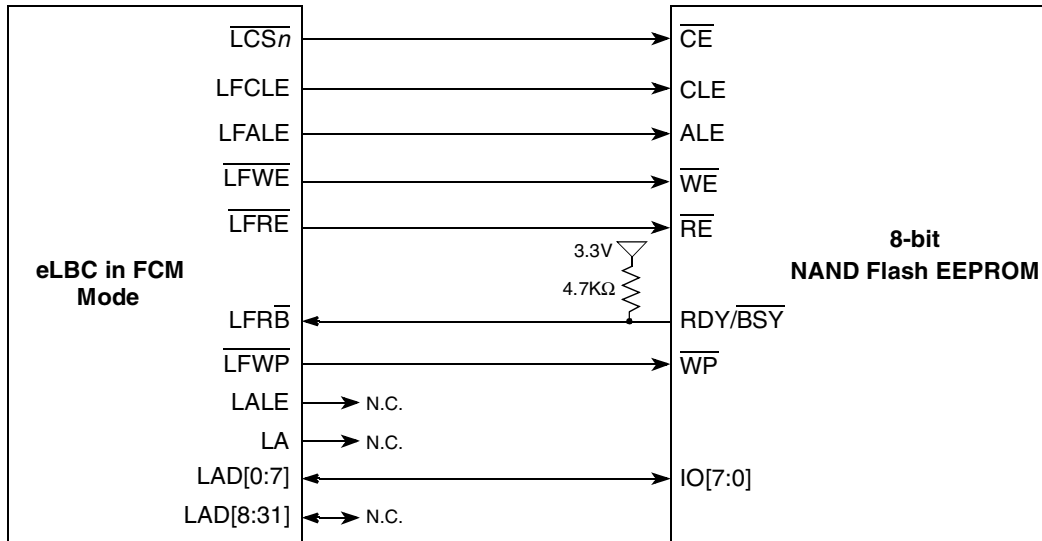 LCSn
CE
LFCLE
CLE
LFALE
ALE
LFWE
WE
LFRE
RE
3.3V
4.7KΩ
eLBC in FCM
Mode
8-bit
NAND Flash EEPROM
LFRB̅
RDY/B̅S̅Y̅
LFWP
WP
LALE
N.C.
LA
N.C.
LAD[0:7]
IO[7:0]
LAD[8:31]
N.C.